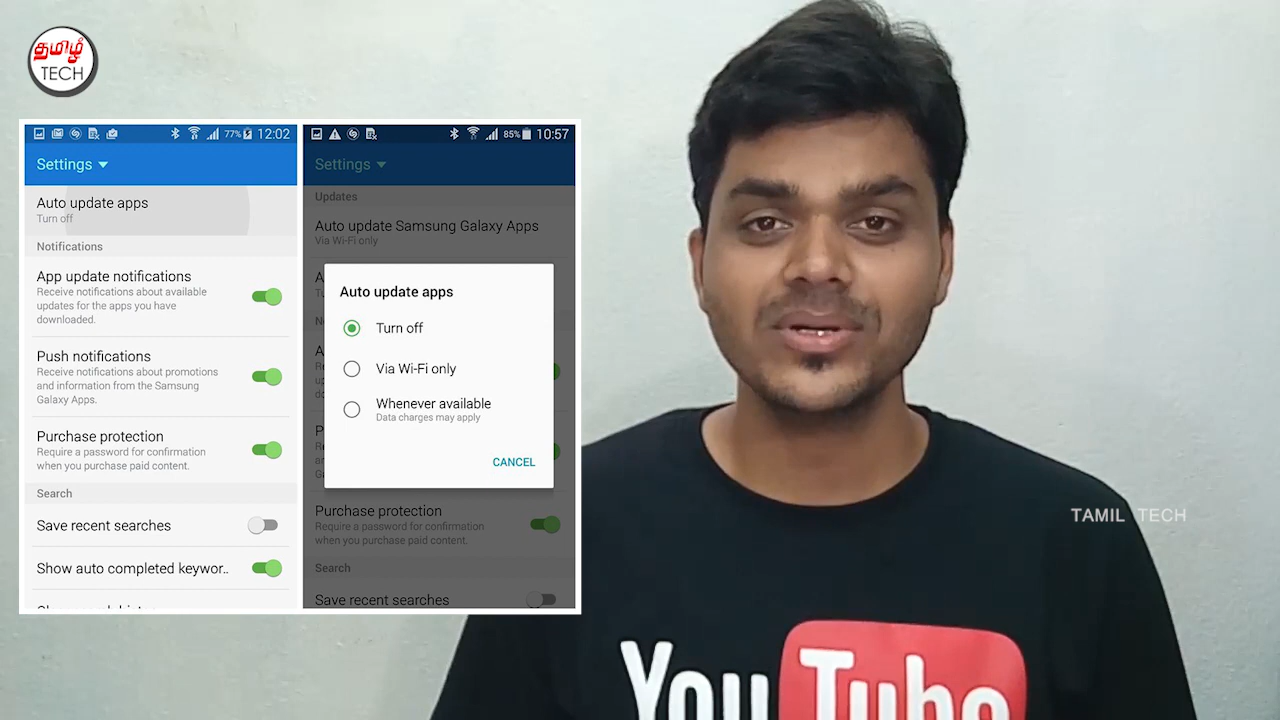 தமிழ்
TECH
77% 12:02
Settings
Auto update apps
Turn off
Notifications
App update notifications
Receive notifications about available
updates for the apps you have
downloaded.
Push notifications
Receive notifications about promotions
and information from the Samsung
Galaxy Apps.
Purchase protection
Require a password for confirmation
when you purchase paid content.
Search
Save recent searches
Show auto completed keywor..
85% 10:57
Settings
Updates
Auto update Samsung Galaxy Apps
Via Wi-Fi only
Auto update apps
Turn off
Via Wi-Fi only
Whenever available
Data charges may apply
CANCEL
Purchase protection
Require a password for confirmation
when you purchase paid content.
Search
Save recent searches
TAMIL TECH
YouTube